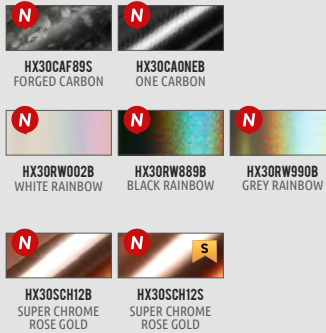 N
N
HX30CAF89S
HX30CAONEB
FORGED CARBON
ONE CARBON
N
N
N
HX30RW002B
HX30RW889B
HX30RW990B
WHITE RAINBOW
BLACK RAINBOW
GREY RAINBOW
N
N
S
HX30SCH12B
HX30SCH12S
SUPER CHROME
ROSE GOLD
SUPER CHROME
ROSE GOLD